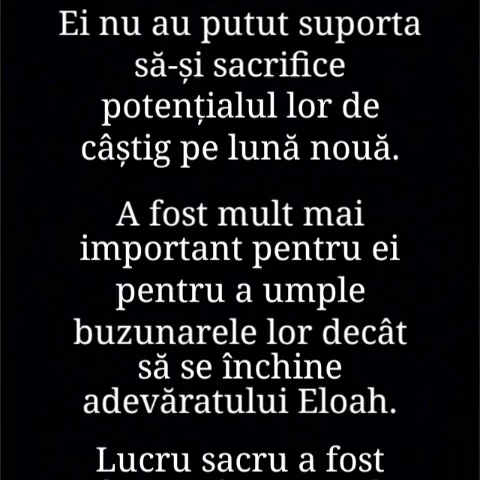 Ei nu au putut suporta
să-și sacrifice
potențialul lor de
câștig pe lună nouă.
A fost mult mai
important pentru ei
pentru a umple
buzunarele lor decât
să se închine
adevăratului Eloah.
Lucru sacru a fost